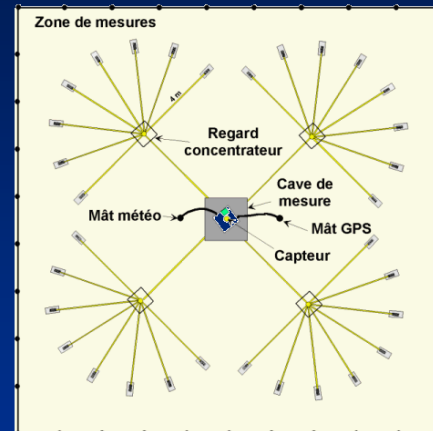 Zone de mesures
4 m
Regard
concentrateur
Cave de
mesure
Mât météo
Mât GPS
Capteur